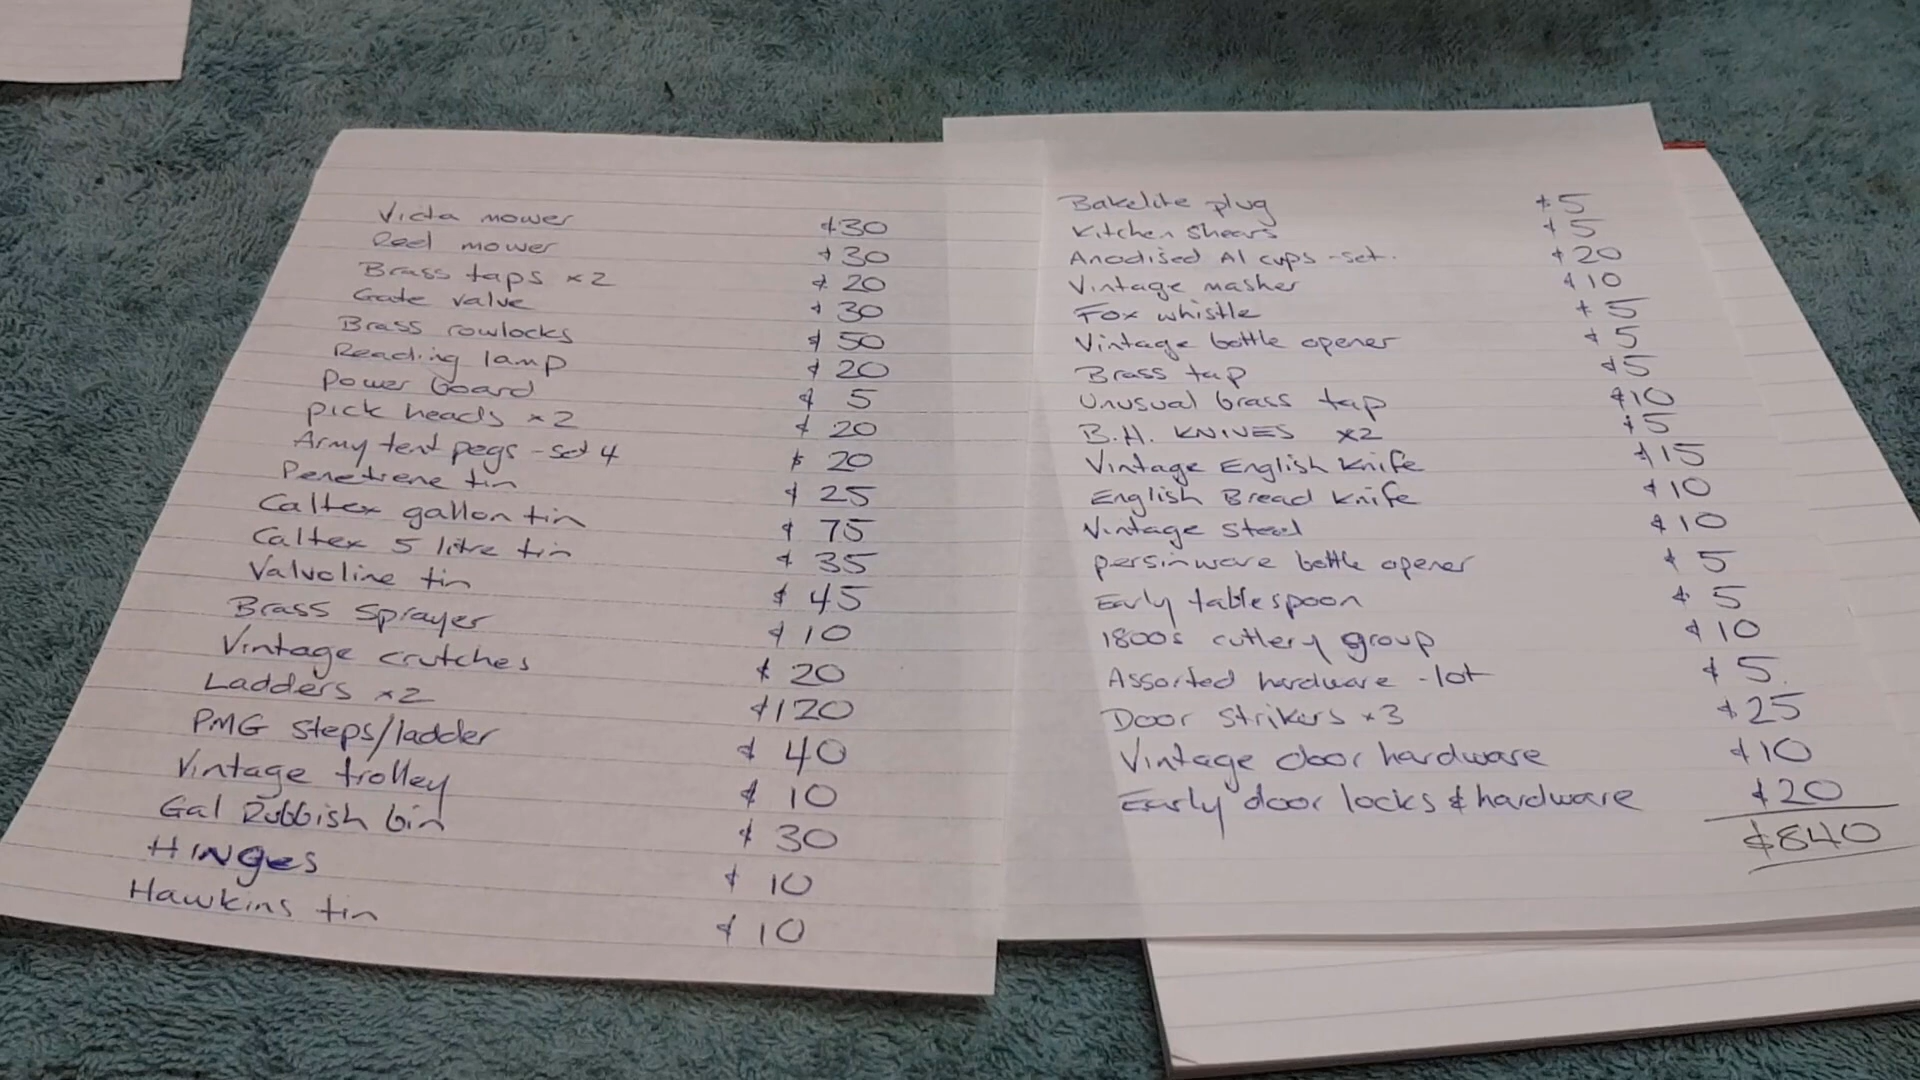 Victa mower $30
Reel mower $30
Brass taps x2 $20
Gate valve $30
Brass rowlocks $50
Reading lamp $20
Power board $5
pick heads x2 $20
Army tent pegs - set 4 $20
Penetrene tin $25
Caltex gallon tin $75
Caltex 5 litre tin $35
Valvoline tin $45
Brass sprayer $10
Vintage crutches $20
Ladders x2 $120
PMG steps/ladder $40
Vintage trolley $10
Gal Rubbish bin $30
HINges $10
Hawkins tin $10
Bakelite plug $5
Kitchen shears $5
Anodised Al cups - set. $20
Vintage masher $10
Fox whistle $5
Vintage bottle opener $5
Brass tap $5
Unusual brass tap $10
B.H. KNIVES x2 $5
Vintage English Knife $15
English Bread Knife $10
Vintage Steel $10
persinware bottle opener $5
Early tablespoon $5
1800s cutlery group $10
Assorted hardware - lot $5
Door Strikers x3 $25
Vintage door hardware $10
Early door locks & hardware $20
$840